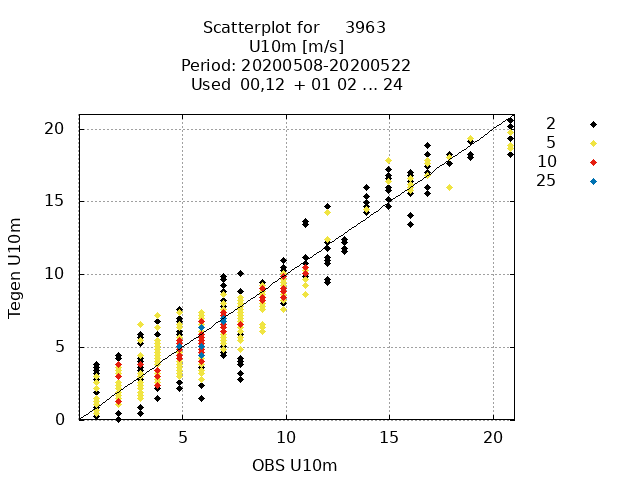 Scatterplot for 3963
U10m [m/s]
Period: 20200508-20200522
Used 00,12 + 01 02 ... 24
2
5
10
25
Tegen U10m
20
15
10
5
0
5 10 15 20
OBS U10m